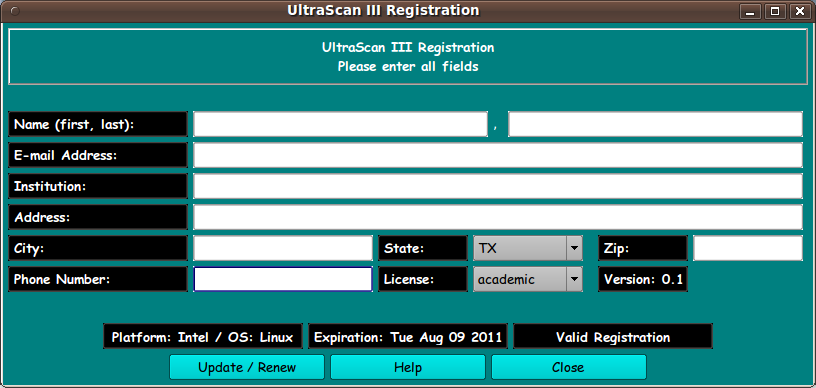 UltraScan III Registration
UltraScan III Registration
Please enter all fields
Name (first, last): ,
E-mail Address:
Institution:
Address:
City: State: TX Zip:
Phone Number: License: academic Version: 0.1
Platform: Intel / OS: Linux Expiration: Tue Aug 09 2011 Valid Registration
Update / Renew Help Close